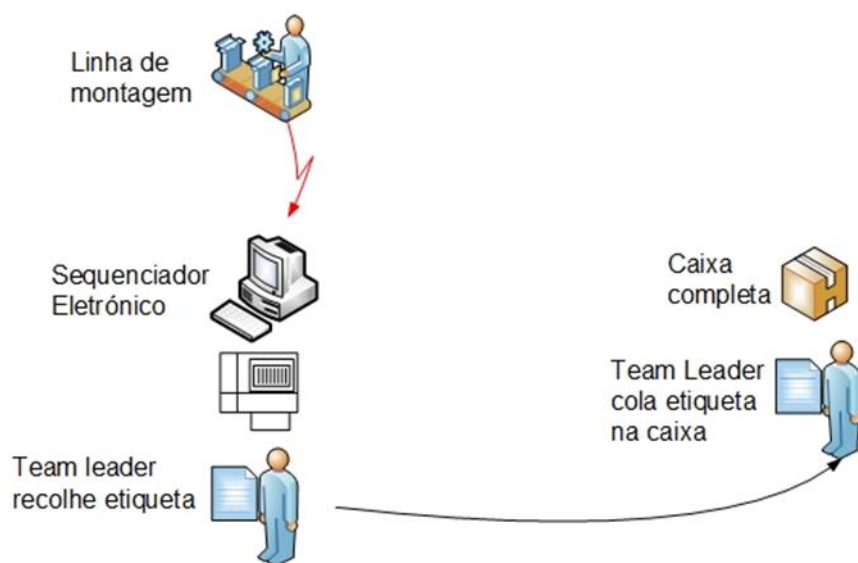 Linha de
montagem
Sequenciador
Eletrónico
Caixa
completa
Team Leader
cola etiqueta
na caixa
Team leader
recolhe etiqueta